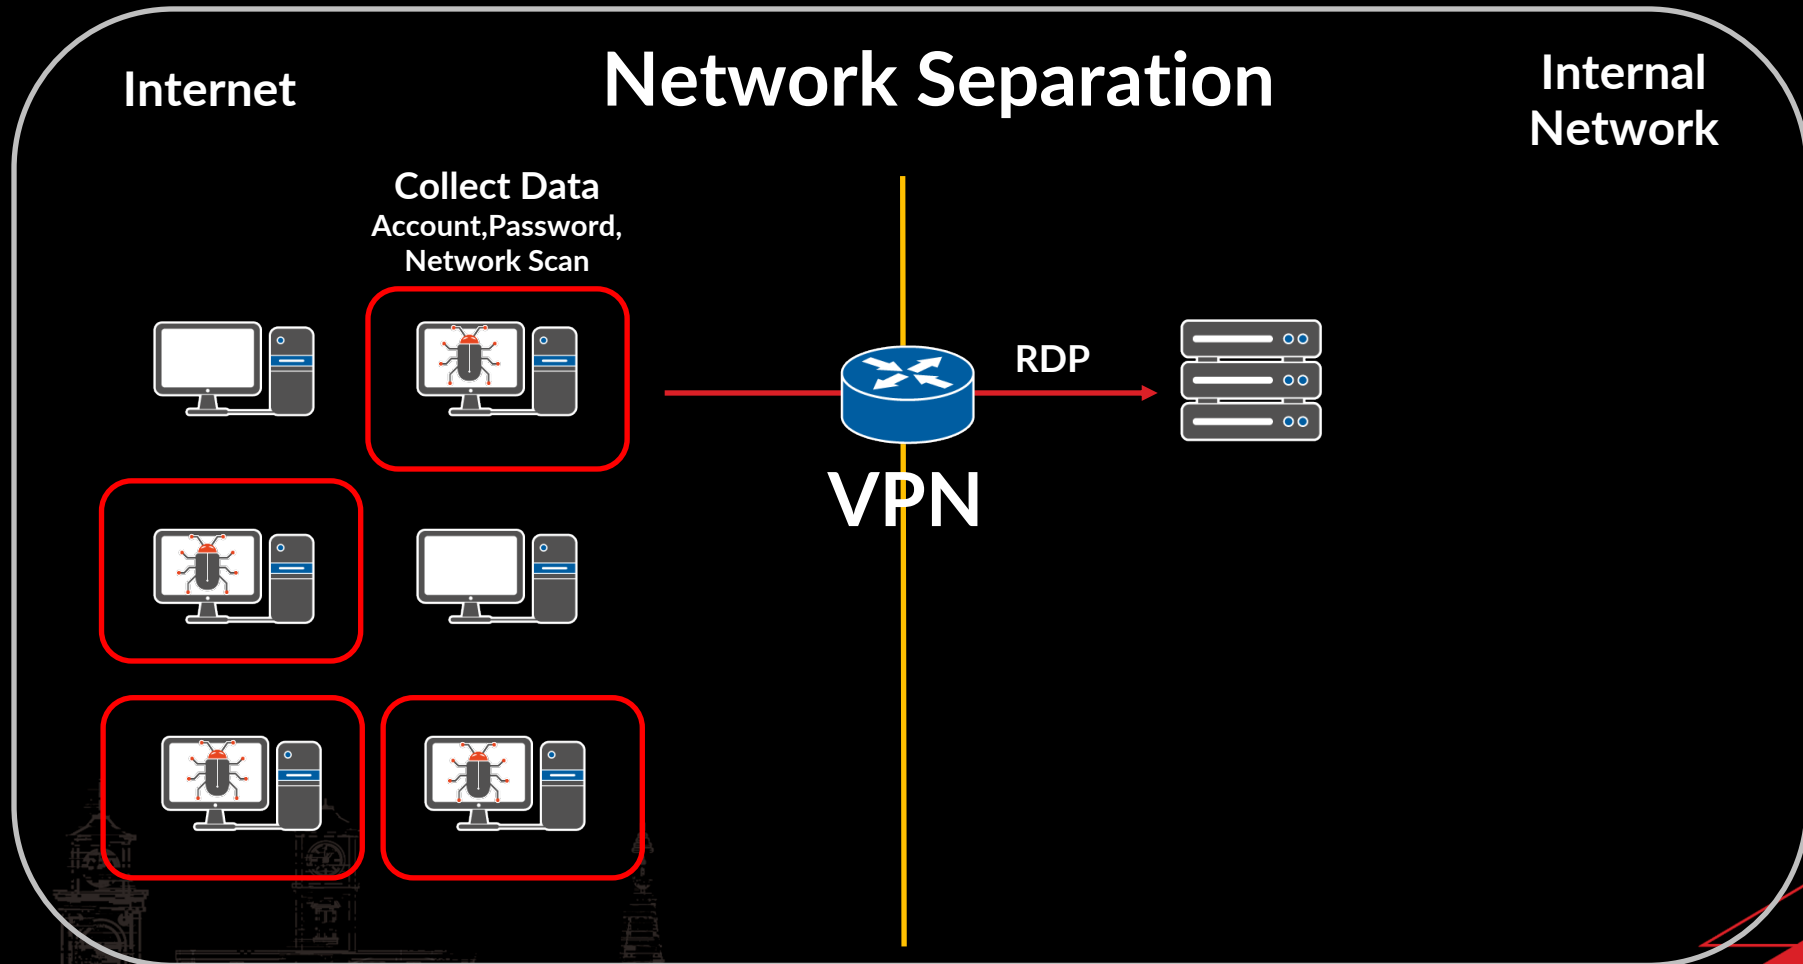 Internet
Network Separation
Internal
Network
Collect Data
Account,Password,
Network Scan
RDP
VPN